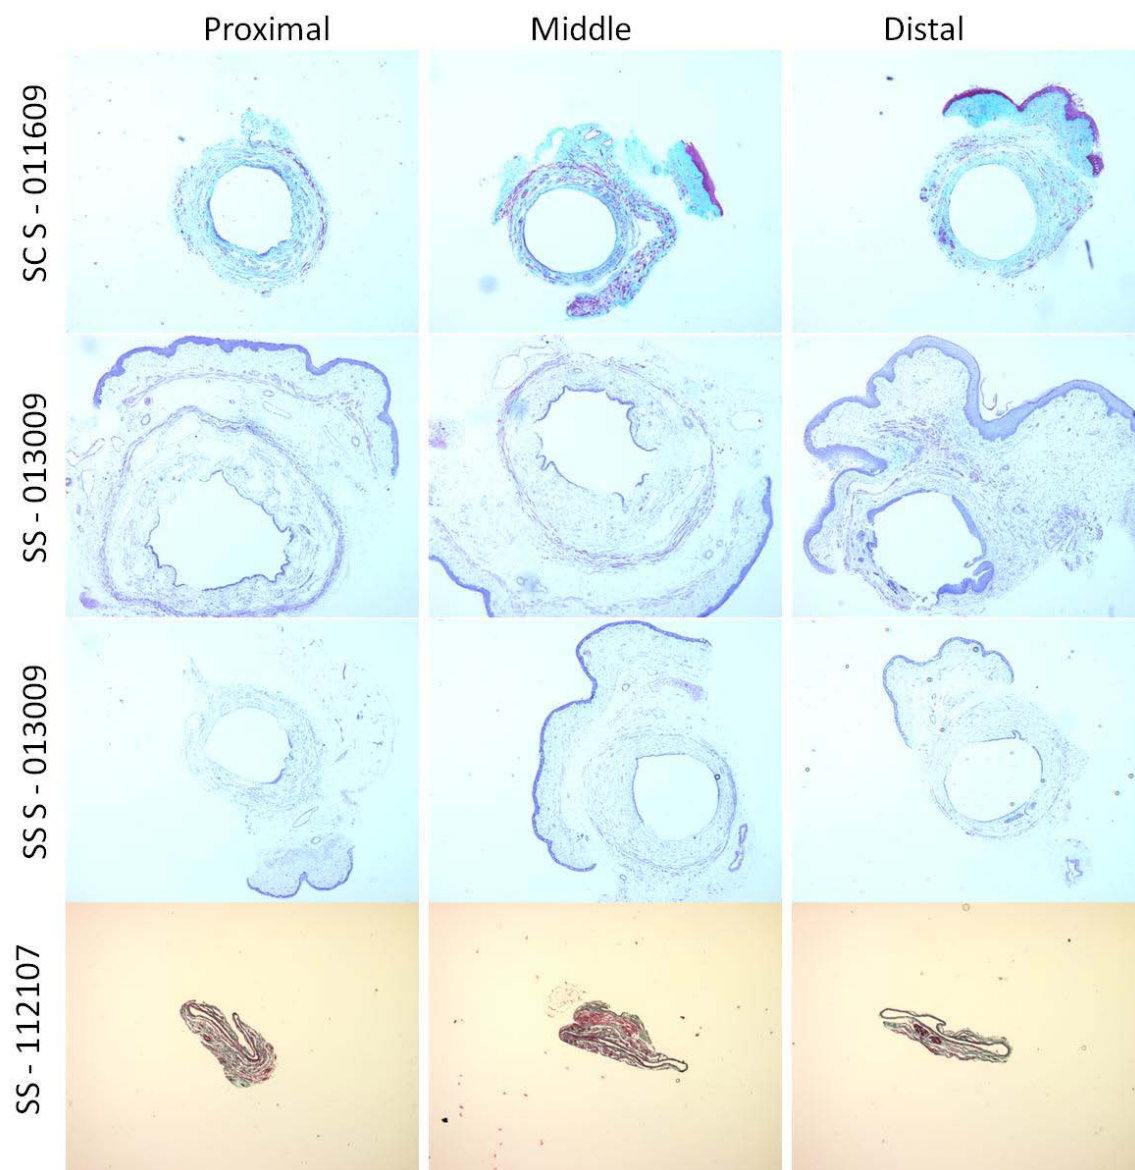 Proximal Middle Distal
SC S - 011609
SS - 013009
SS S - 013009
SS - 112107